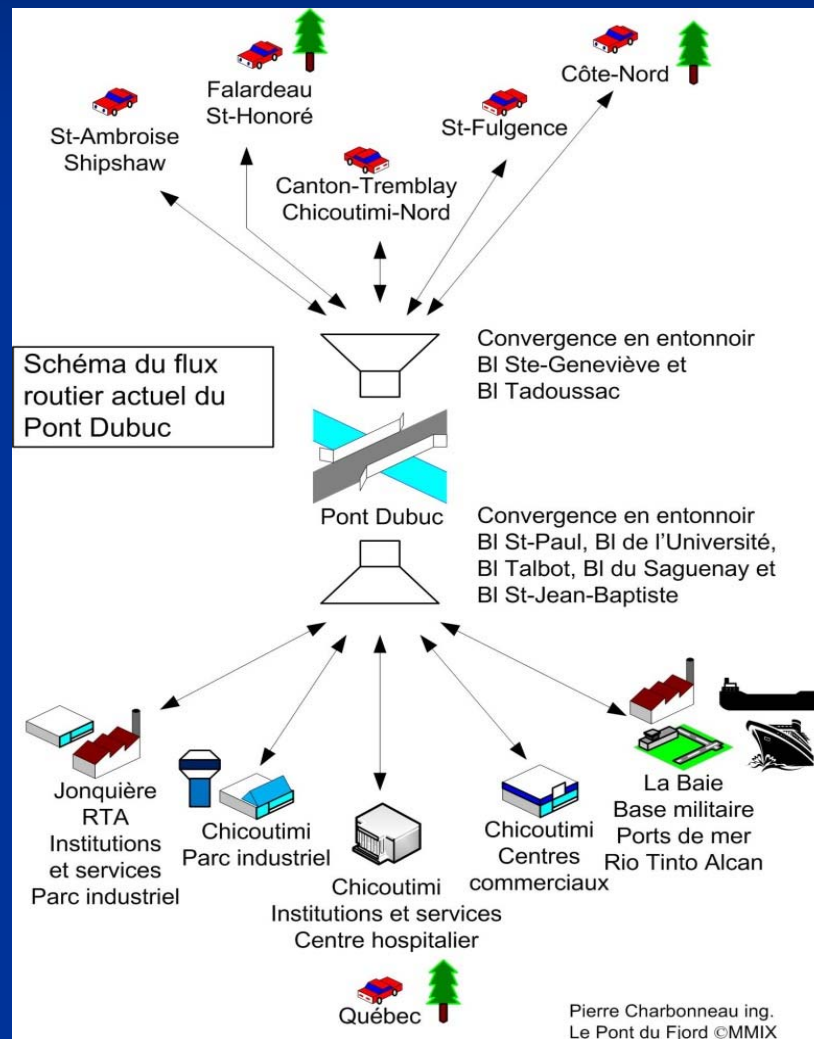 Falardeau
St-Honoré
Côte-Nord
St-Ambroise
Shipshaw
St-Fulgence
Canton-Tremblay
Chicoutimi-Nord
Schéma du flux
routier actuel du
Pont Dubuc
Convergence en entonnoir
Bl Ste-Geneviève et
Bl Tadoussac
Pont Dubuc
Convergence en entonnoir
Bl St-Paul, Bl de l'Université,
Bl Talbot, Bl du Saguenay et
Bl St-Jean-Baptiste
Jonquière
RTA
Institutions
et services
Parc industriel
Chicoutimi
Parc industriel
Chicoutimi
Institutions et services
Centre hospitalier
Chicoutimi
Centres
commerciaux
La Baie
Base militaire
Ports de mer
Rio Tinto Alcan
Québec
Pierre Charbonneau ing.
Le Pont du Fjord ©MMIX